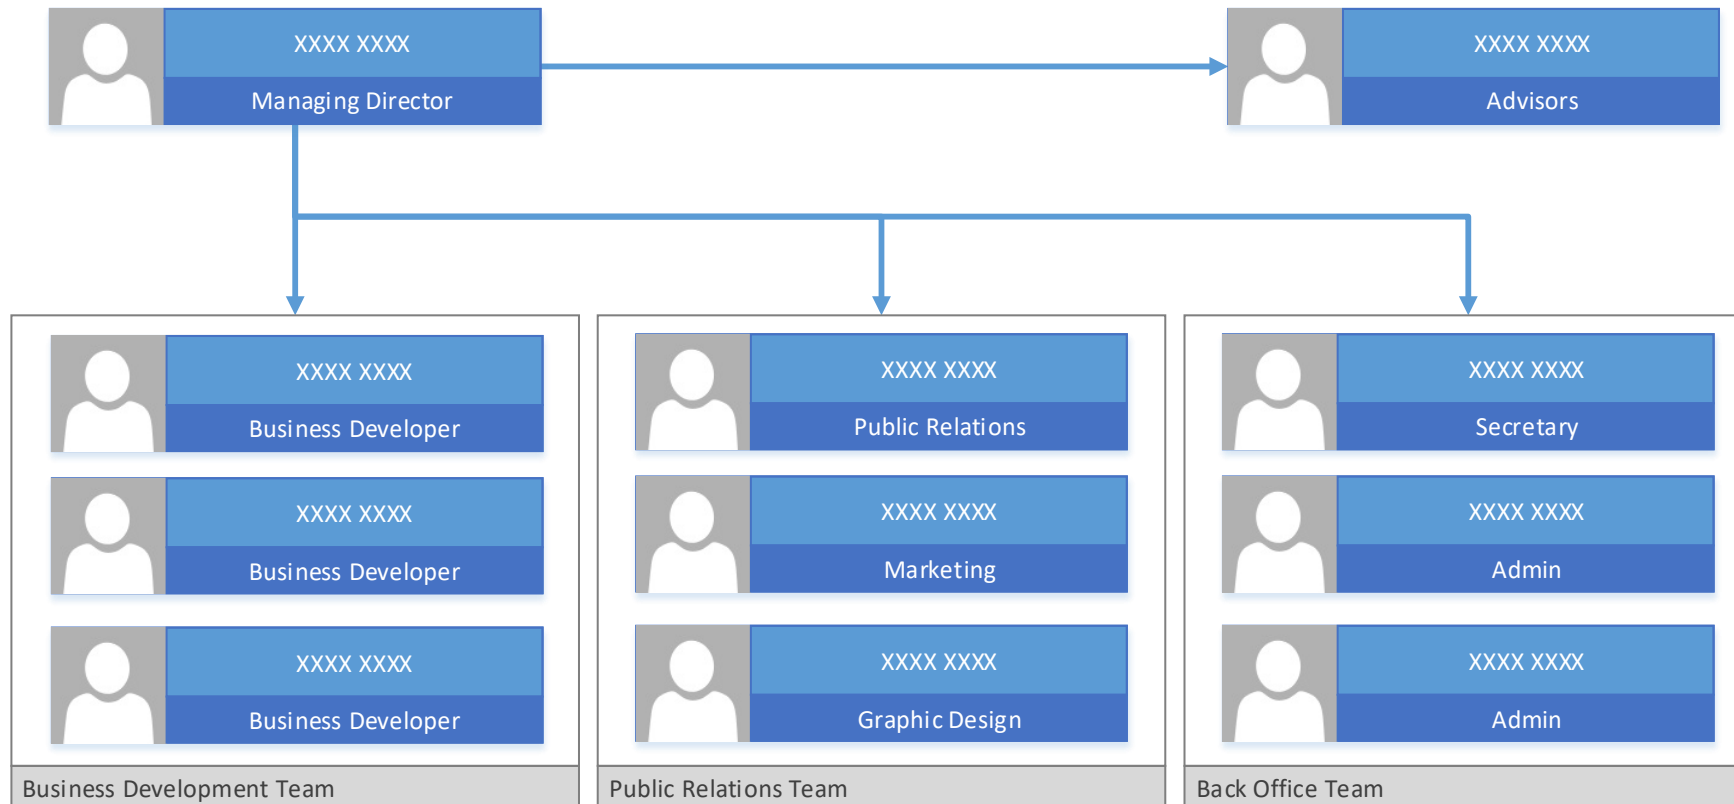 XXXX XXXX
Managing Director
XXXX XXXX
Advisors
XXXX XXXX
Business Developer
XXXX XXXX
Business Developer
XXXX XXXX
Business Developer
Business Development Team
XXXX XXXX
Public Relations
XXXX XXXX
Marketing
XXXX XXXX
Graphic Design
Public Relations Team
XXXX XXXX
Secretary
XXXX XXXX
Admin
XXXX XXXX
Admin
Back Office Team